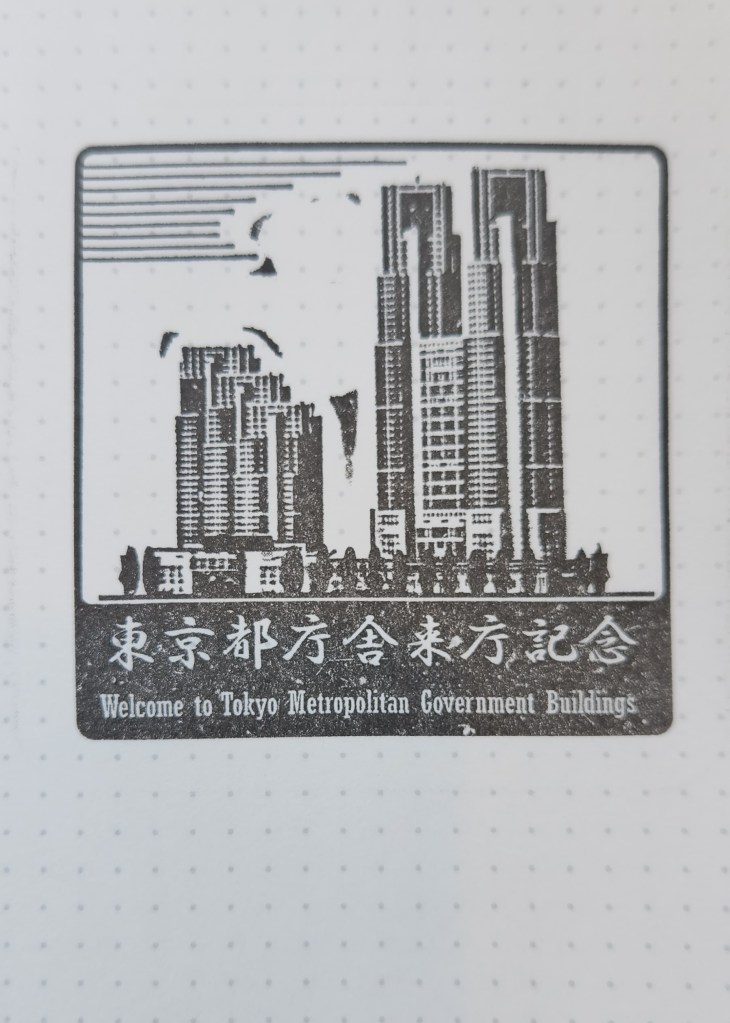 東京都庁舎来庁記念
Welcome to Tokyo Metropolitan Government Buildings